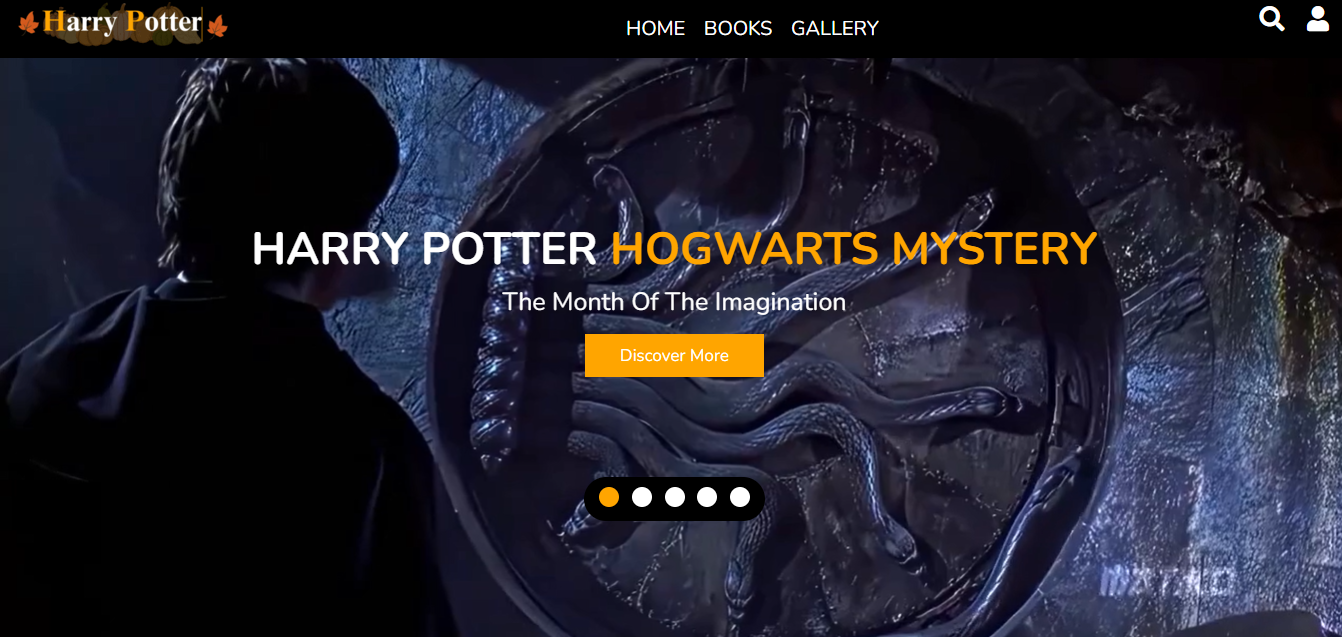 Harry Potter
HOME BOOKS GALLERY
HARRY POTTER HOGWARTS MYSTERY
The Month Of The Imagination
Discover More